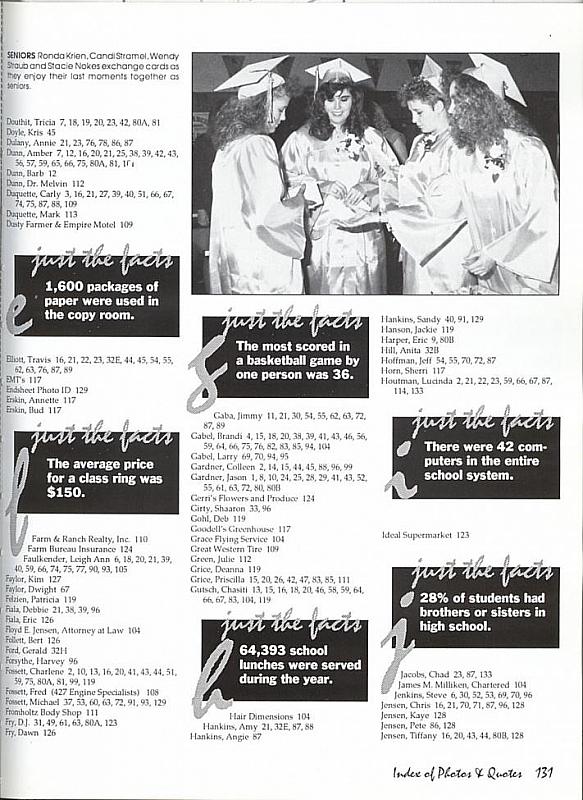 SENIORS Ronda Krien, Candi Stramel, Wendy
Straub and Stacie Nakes exchange cards as
they enjoy their last moments together as
seniors.
Douthit, Tricia 7, 18, 19, 20, 23, 42, 80A, 81
Doyle, Kris 45
Dulany, Annie 21, 23, 76, 78, 86, 87
Dunn, Amber 7, 12, 16, 20, 21, 25, 38, 39, 42, 43,
56, 57, 59, 65, 66, 75, 80A, 81,
Dunn, Barb 12
Dunn, Dr. Melvin 112
Duquette, Carly 3, 16, 21, 27, 39, 40, 51, 66, 67,
74, 75, 87, 88, 109
Duquette, Mark 113
Dusty Farmer & Empire Motel 109
just the facts
1,600 packages of
paper were used in
the copy room.
e
Elliott, Travis 16, 21, 22, 23, 32E, 44, 45, 54, 55,
62, 63, 76, 87, 89
EMT's 117
Endsheet Photo ID 129
Erskin, Annette 117
Erskin, Bud 117
just the facts
The average price
for a class ring was
$150.
f
Farm & Ranch Realty, Inc. 110
Farm Bureau Insurance 124
Faulkender, Leigh Ann 6, 18, 20, 21, 39,
40, 59, 66, 74, 75, 77, 90, 93, 105
Faylor, Kim 127
Faylor, Dwight 67
Felzien, Patricia 119
Fiala, Debbie 21, 38, 39, 96
Fiala, Eric 126
Floyd E. Jensen, Attorney at Law 104
Follett, Bert 126
Ford, Gerald 32H
Forsythe, Harvey 96
Fossett, Charlene 2, 10, 13, 16, 20, 41, 43, 44, 51,
59, 75, 80A, 81, 99, 119
Fossett, Fred (427 Engine Specialists) 108
Fossett, Michael 37, 53, 60, 63, 72, 91, 93, 129
Fromholtz Body Shop 111
Fry, D.J. 31, 49, 61, 63, 80A, 123
Fry, Dawn 126
just the facts
The most scored in
a basketball game by
one person was 36.
g
Gaba, Jimmy 11, 21, 30, 54, 55, 62, 63, 72,
87, 89
Gabel, Brandi 4, 15, 18, 20, 38, 39, 41, 43, 46, 56,
59, 64, 66, 75, 76, 82, 83, 85, 94, 104
Gabel, Larry 69, 70, 94, 95
Gardner, Colleen 2, 14, 15, 44, 45, 88, 96, 99
Gardner, Jason 1, 8, 10, 24, 25, 28, 29, 41, 43, 52,
55, 61, 63, 72, 80, 80B
Gerri's Flowers and Produce 124
Girty, Shaaron 33, 96
Gohl, Deb 119
Goodell's Greenhouse 117
Grace Flying Service 104
Great Western Tire 109
Green, Julie 112
Grice, Deanna 119
Grice, Priscilla 15, 20, 26, 42, 47, 83, 85, 111
Gutsch, Chasiti 13, 15, 16, 18, 20, 46, 58, 59, 64,
66, 67, 83, 104, 119
just the facts
64,393 school
lunches were served
during the year.
h
Hair Dimensions 104
Hankins, Amy 21, 32E, 87, 88
Hankins, Angie 87
Hankins, Sandy 40, 91, 129
Hanson, Jackie 119
Harper, Eric 9, 80B
Hill, Anita 32B
Hoffman, Jeff 54, 55, 70, 72, 87
Horn, Sherri 117
Houtman, Lucinda 2, 21, 22, 23, 59, 66, 67, 87,
114, 133
just the facts
There were 42 com-
puters in the entire
school system.
i
Ideal Supermarket 123
just the facts
28% of students had
brothers or sisters in
high school.
j
Jacobs, Chad 23, 87, 133
James M. Milliken, Chartered 104
Jenkins, Steve 6, 30, 52, 53, 69, 70, 96
Jensen, Chris 16, 21, 70, 71, 87, 96, 128
Jensen, Kaye 128
Jensen, Pete 86, 128
Jensen, Tiffany 16, 20, 43, 44, 80B, 128
Index of Photos & Quotes 131